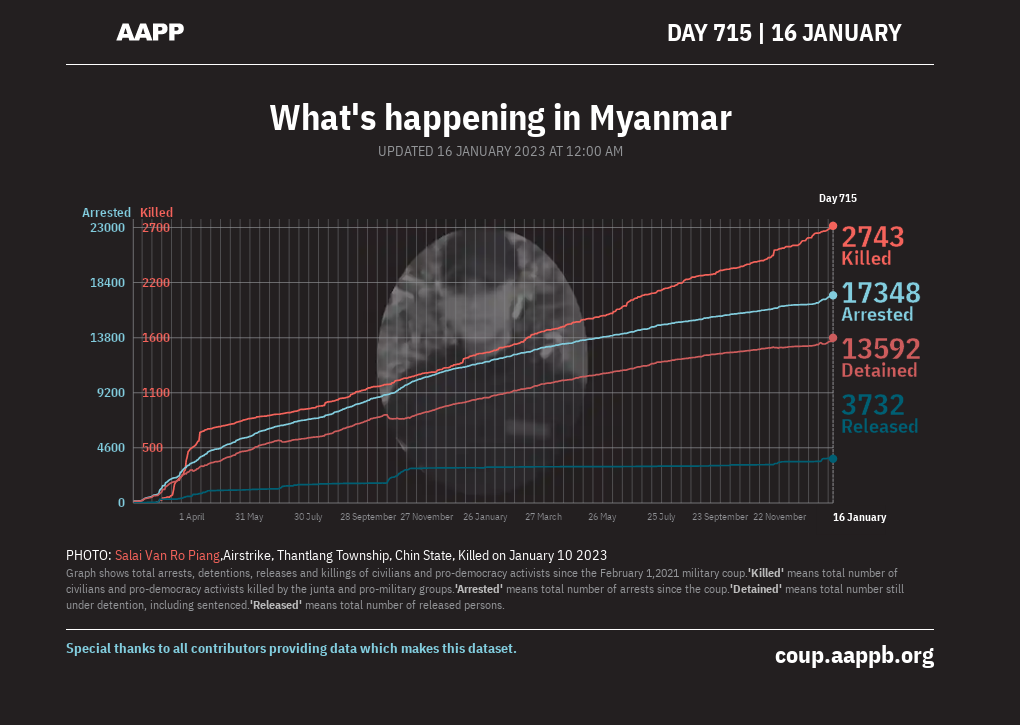 AAPP
DAY 715 | 16 JANUARY
What's happening in Myanmar
UPDATED 16 JANUARY 2023 AT 12:00 AM
Day 715
Arrested Killed
23000 2700
18400 2200
13800 1600
9200 1100
4600 500
0
2743
Killed
17348
Arrested
13592
Detained
3732
Released
1 April 31 May 30 July 28 September 27 November 26 January 27 March 26 May 25 July 23 September 22 November 16 January
PHOTO: Salai Van Ro Piang,Airstrike, Thantlang Township, Chin State, Killed on January 10 2023
Graph shows total arrests, detentions, releases and killings of civilians and pro-democracy activists since the February 1,2021 military coup.'Killed' means total number of
civilians and pro-democracy activists killed by the junta and pro-military groups.'Arrested' means total number of arrests since the coup.'Detained' means total number still
under detention, including sentenced.'Released' means total number of released persons.
Special thanks to all contributors providing data which makes this dataset.
coup.aappb.org